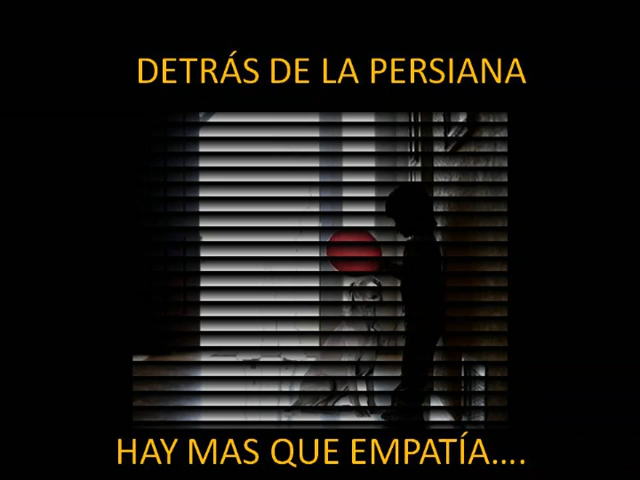 DETRÁS DE LA PERSIANA
HAY MAS QUE EMPATÍA....